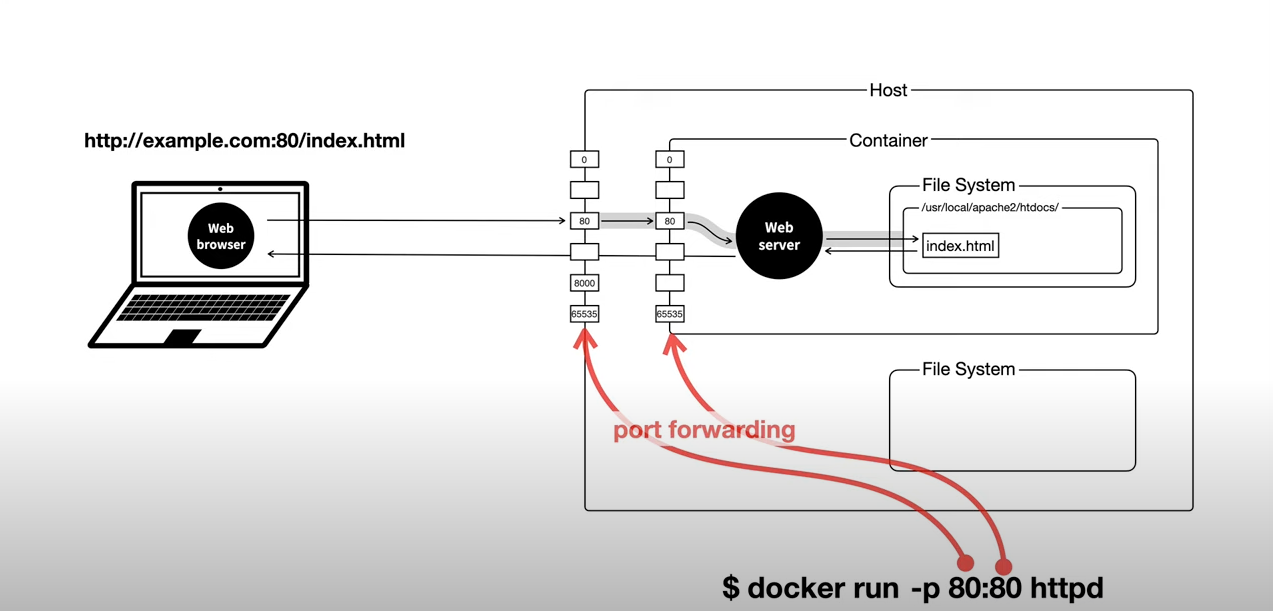 http://example.com:80/index.html
Web
browser
Host
0
80
8000
65535
Container
0
80
65535
Web
server
File System
/usr/local/apache2/htdocs/
index.html
File System
port forwarding
$ docker run -p 80:80 httpd